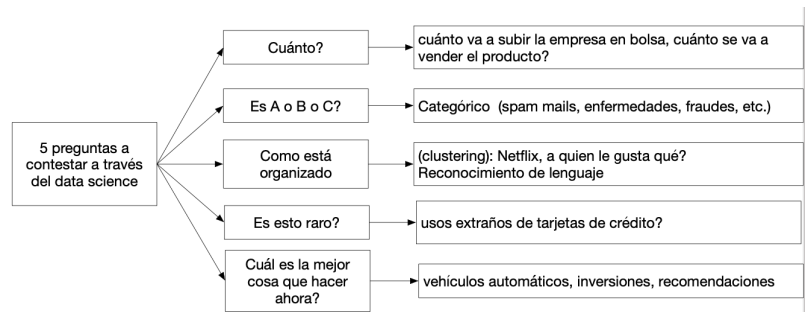 5 preguntas a
contestar a través
del data science
Cuánto?
cuánto va a subir la empresa en bolsa, cuánto se va a
vender el producto?
Es A o B o C?
Categórico (spam mails, enfermedades, fraudes, etc.)
Como está
organizado
(clustering): Netflix, a quien le gusta qué?
Reconocimiento de lenguaje
Es esto raro?
usos extraños de tarjetas de crédito?
Cuál es la mejor
cosa que hacer
ahora?
vehículos automáticos, inversiones, recomendaciones